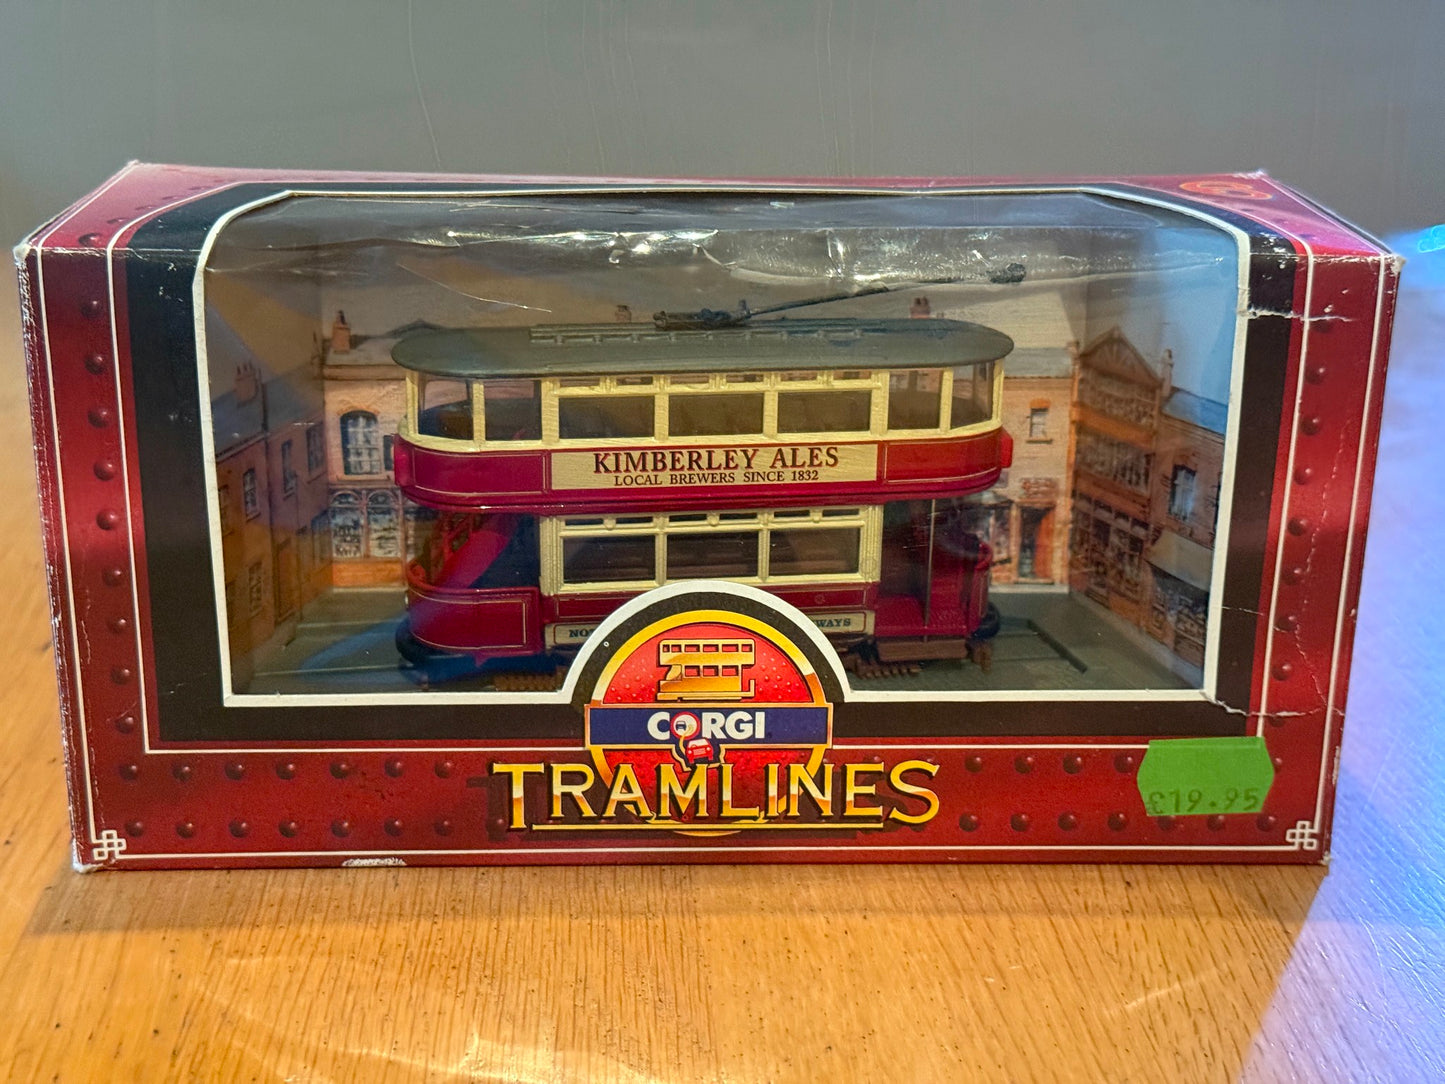 KIMBERLEY ALES
LOCAL BREWERS SINCE 1832
CORGI
TRAMLINES
£19.95